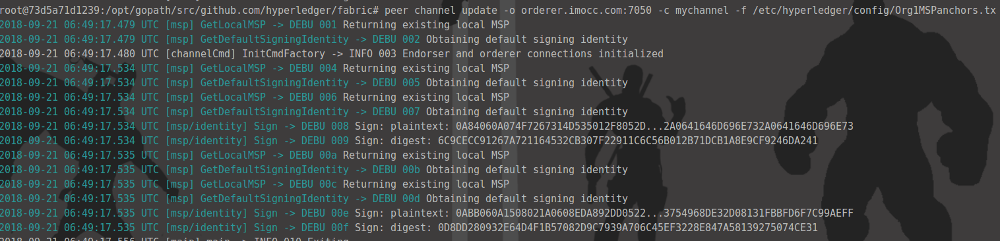 root@73d5a71d1239:/opt/gopath/src/github.com/hyperledger/fabric# peer channel update -o orderer.imocc.com:7050 -c mychannel -f /etc/hyperledger/config/Org1MSPanchors.tx
2018-09-21 06:49:17.479 UTC [msp] GetLocalMSP -> DEBU 001 Returning existing local MSP
2018-09-21 06:49:17.479 UTC [msp] GetDefaultSigningIdentity -> DEBU 002 Obtaining default signing identity
2018-09-21 06:49:17.480 UTC [channelCmd] InitCmdFactory -> INFO 003 Endorser and orderer connections initialized
2018-09-21 06:49:17.534 UTC [msp] GetLocalMSP -> DEBU 004 Returning existing local MSP
2018-09-21 06:49:17.534 UTC [msp] GetDefaultSigningIdentity -> DEBU 005 Obtaining default signing identity
2018-09-21 06:49:17.534 UTC [msp] GetLocalMSP -> DEBU 006 Returning existing local MSP
2018-09-21 06:49:17.534 UTC [msp] GetDefaultSigningIdentity -> DEBU 007 Obtaining default signing identity
2018-09-21 06:49:17.534 UTC [msp/identity] Sign -> DEBU 008 Sign: plaintext: 0A84060A074F7267314D535012F8052D...2A0641646D696E732A0641646D696E73
2018-09-21 06:49:17.534 UTC [msp/identity] Sign -> DEBU 009 Sign: digest: 6C9CECC91267A721164532CB307F22911C6C56B012B71DCB1A8E9CF9246DA241
2018-09-21 06:49:17.535 UTC [msp] GetLocalMSP -> DEBU 00a Returning existing local MSP
2018-09-21 06:49:17.535 UTC [msp] GetDefaultSigningIdentity -> DEBU 00b Obtaining default signing identity
2018-09-21 06:49:17.535 UTC [msp] GetLocalMSP -> DEBU 00c Returning existing local MSP
2018-09-21 06:49:17.535 UTC [msp] GetDefaultSigningIdentity -> DEBU 00d Obtaining default signing identity
2018-09-21 06:49:17.535 UTC [msp/identity] Sign -> DEBU 00e Sign: plaintext: 0ABB060A1508021A0608EDA892DD0522...3754968DE32D08131FBBFD6F7C99AEFF
2018-09-21 06:49:17.535 UTC [msp/identity] Sign -> DEBU 00f Sign: digest: 0D8DD280932E64D4F1B57082D9C7939A706C45EF3228E847A58139275074CE31
2018-09-21 06:49:17.556 UTC [main] main -> INFO 010 Exiting